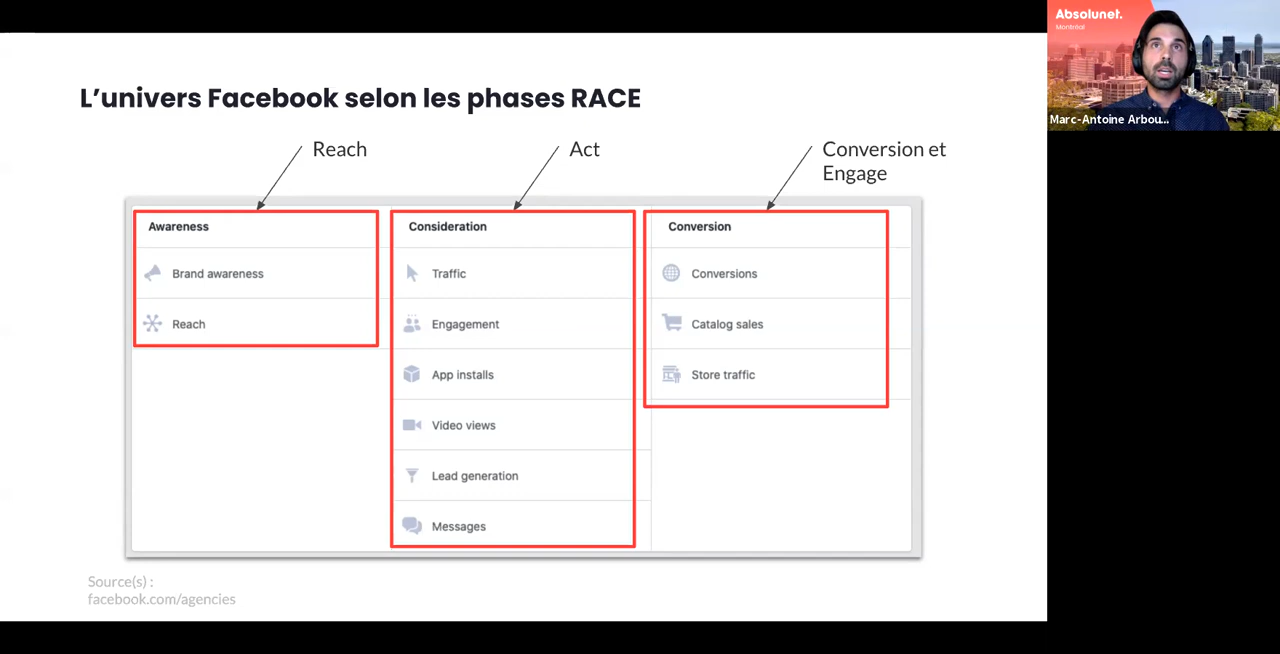 L’univers Facebook selon les phases RACE
Reach
Act
Conversion et
Engage
Awareness
Brand awareness
Reach
Consideration
Traffic
Engagement
App installs
Video views
Lead generation
Messages
Conversion
Conversions
Catalog sales
Store traffic
Source(s) :
facebook.com/agencies
Absolunet.
Montréal
Marc-Antoine Arbou...